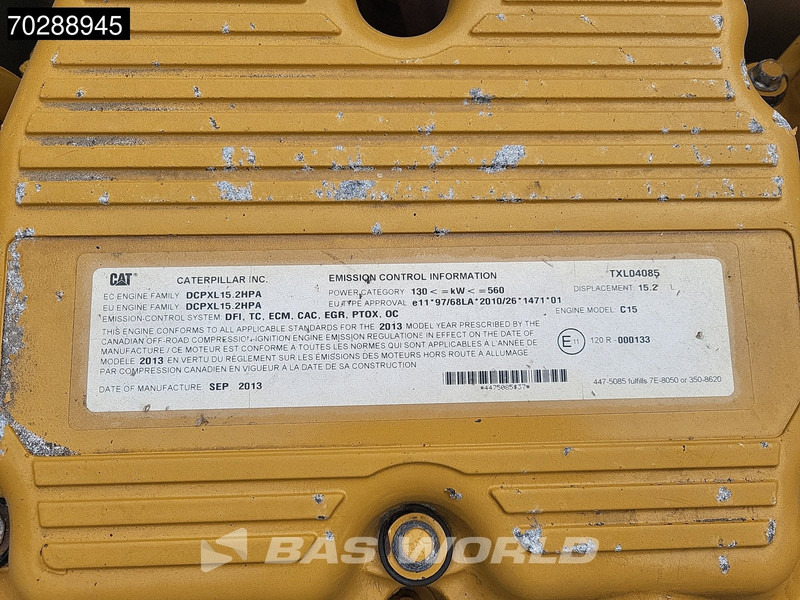 70288945
CAT CATERPILLAR INC. EMISSION CONTROL INFORMATION TXL04085
EC ENGINE FAMILY: DCPXL15.2HPA POWER CATEGORY: 130 < =kW < =560 DISPLACEMENT: 15.2 L
EU ENGINE FAMILY: DCPXL15.2HPA EU TYPE APPROVAL: e11*97/68LA*2010/26*1471*01
EMISSION-CONTROL SYSTEM: DFI, TC, ECM, CAC, EGR, PTOX, OC ENGINE MODEL: C15
THIS ENGINE CONFORMS TO ALL APPLICABLE STANDARDS FOR THE 2013 MODEL YEAR PRESCRIBED BY THE
CANADIAN OFF-ROAD COMPRESSION-IGNITION ENGINE EMISSION REGULATIONS IN EFFECT ON THE DATE OF
MANUFACTURE / CE MOTEUR EST CONFORME A TOUTES LES NORMES QUI SONT APPLICABLES A L'ANNÉE DE
MODÈLE 2013 EN VERTU DU RÈGLEMENT SUR LES ÉMISSIONS DES MOTEURS HORS ROUTE A ALLUMAGE
PAR COMPRESSION CANADIEN EN VIGUEUR A LA DATE DE SA CONSTRUCTION
E11 120 R -000133
DATE OF MANUFACTURE: SEP 2013
*4475085#37*
447-5085 fulfills 7E-8050 or 350-8620
BAS WORLD